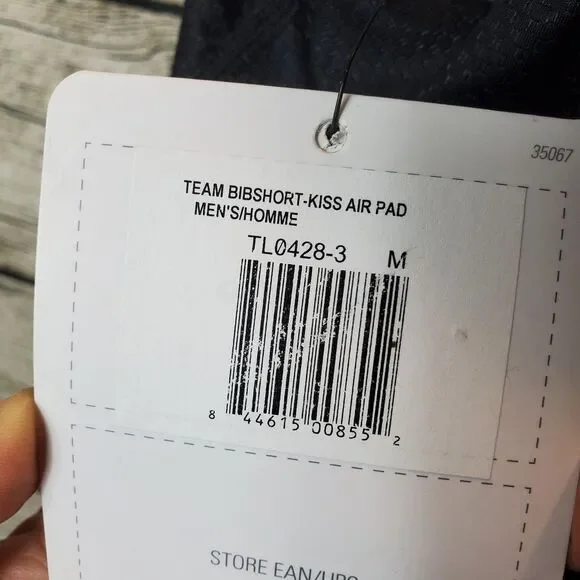 35067
TEAM BIBSHORT-KISS AIR PAD
MEN'S/HOMME
TL0428-3 M
8 44615 00855 2
STORE EAN/UPC